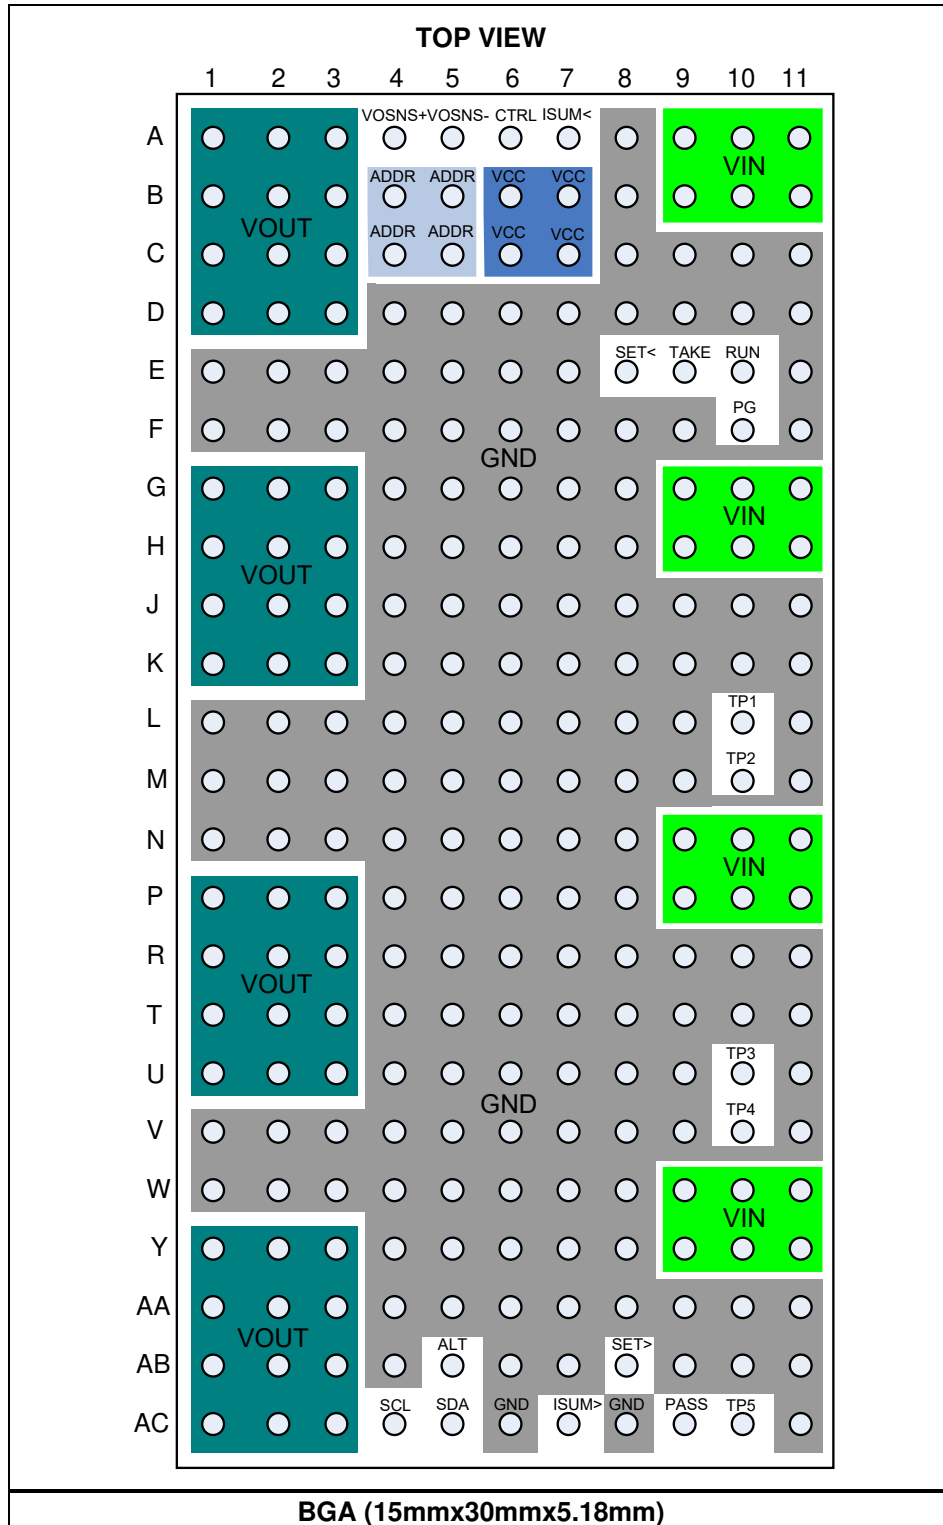 TOP VIEW
1 2 3 4 5 6 7 8 9 10 11
VOSNS+ VOSNS- CTRL ISUM<
A
VIN
ADDR ADDR VCC VCC
B
VOUT
ADDR ADDR VCC VCC
C
D
SET< TAKE RUN
E
PG
F
GND
G
VIN
H
VOUT
J
K
TP1
L
TP2
M
N
VIN
P
R
VOUT
T
TP3
U
GND
TP4
V
W
VIN
Y
AA
VOUT
ALT SET>
AB
SCL SDA GND ISUM> GND PASS TP5
AC
BGA (15mmx30mmx5.18mm)